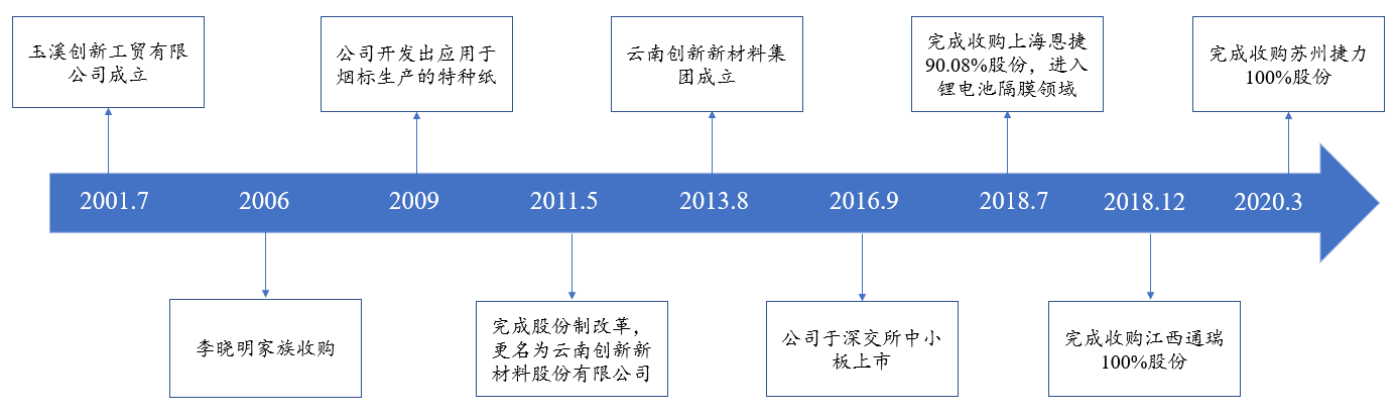 玉溪创新工贸有限
公司成立
公司开发出应用于
烟标生产的特种纸
云南创新新材料集
团成立
完成收购上海恩捷
90.08%股份，进入
锂电池隔膜领域
完成收购苏州捷力
100%股份
2001.7
2006
2009
2011.5
2013.8
2016.9
2018.7
2018.12
2020.3
李晓明家族收购
完成股份制改革，
更名为云南创新新
材料股份有限公司
公司于深交所中小
板上市
完成收购江西通瑞
100%股份